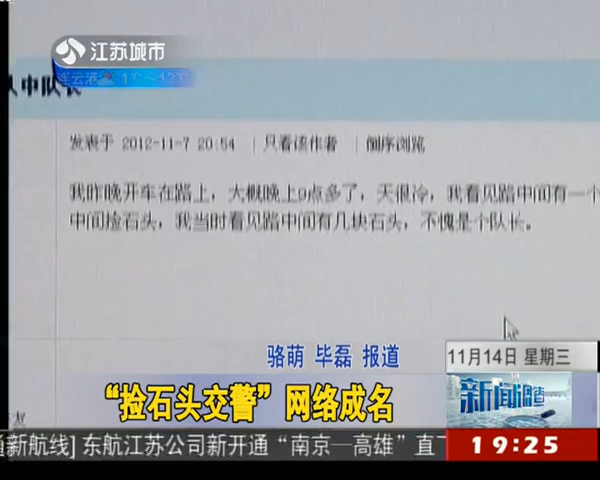 江苏城市
连云港
中队长
发表于 2012-11-7 20:54 只看该作者 倒序浏览
我昨晚开车在路上，大概晚上9点多了，天很冷，我看见路中间有一个
中间捡石头，我当时看见路中间有几块石头，不愧是个队长。
骆萌 毕磊 报道
11月14日 星期三
“捡石头交警”网络成名
新闻调查
通新航线] 东航江苏公司新开通“南京—高雄”直
19:25